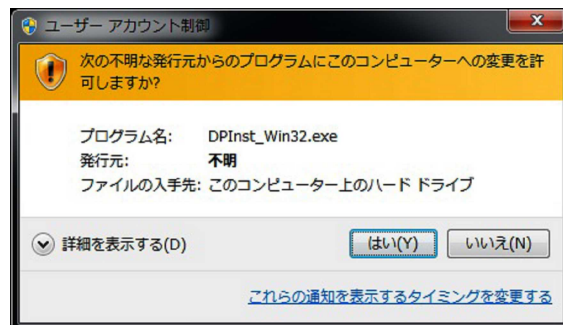 ユーザー アカウント制御
次の不明な発行元からのプログラムにこのコンピューターへの変更を許
可しますか?
プログラム名: DPInst_Win32.exe
発行元: 不明
ファイルの入手先: このコンピューター上のハード ドライブ
詳細を表示する(D) はい(Y) いいえ(N)
これらの通知を表示するタイミングを変更する